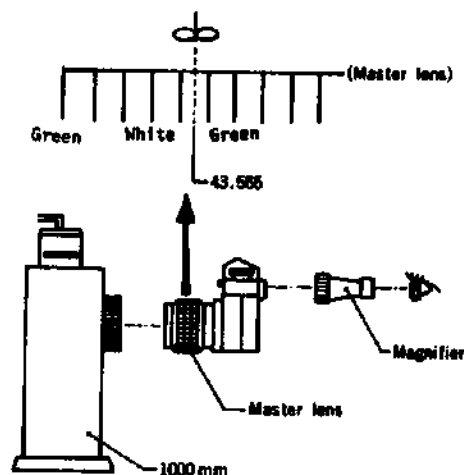 (Master lens)
Green White Green
43.565
Magnifier
Master lens
1000 mm